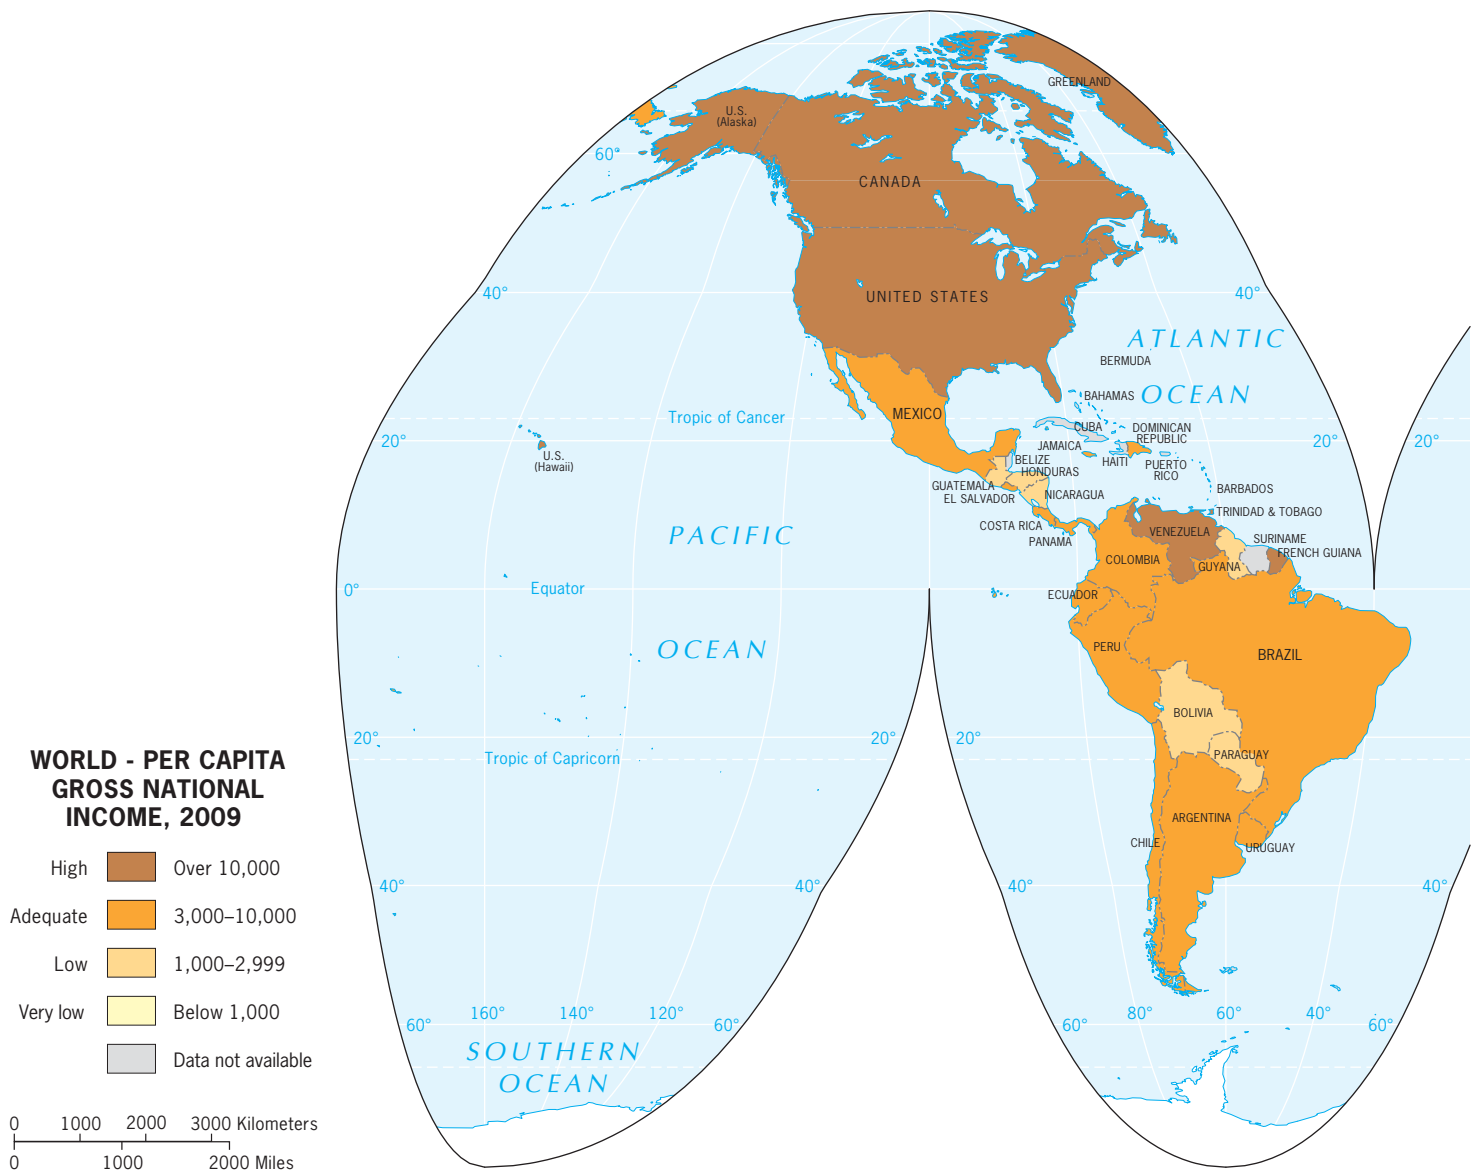 GREENLAND
U.S.
(Alaska)
60°
CANADA
40°
UNITED STATES
40°
ATLANTIC
OCEAN
BERMUDA
BAHAMAS
Tropic of Cancer
MEXICO
CUBA
DOMINICAN
REPUBLIC
20°
U.S.
(Hawaii)
JAMAICA
HAITI
PUERTO
RICO
20°
20°
BELIZE
HONDURAS
GUATEMALA
EL SALVADOR
NICARAGUA
BARBADOS
COSTA RICA
PANAMA
TRINIDAD & TOBAGO
PACIFIC
OCEAN
VENEZUELA
SURINAME
FRENCH GUIANA
COLOMBIA
GUYANA
0°
Equator
ECUADOR
PERU
BRAZIL
BOLIVIA
20°
Tropic of Capricorn
20°
20°
PARAGUAY
ARGENTINA
CHILE
URUGUAY
40°
40°
40°
40°
60°
160°
140°
120°
60°
60°
80°
60°
40°
60°
SOUTHERN
OCEAN
WORLD - PER CAPITA
GROSS NATIONAL
INCOME, 2009
High Over 10,000
Adequate 3,000–10,000
Low 1,000–2,999
Very low Below 1,000
Data not available
0 1000 2000 3000 Kilometers
0 1000 2000 Miles